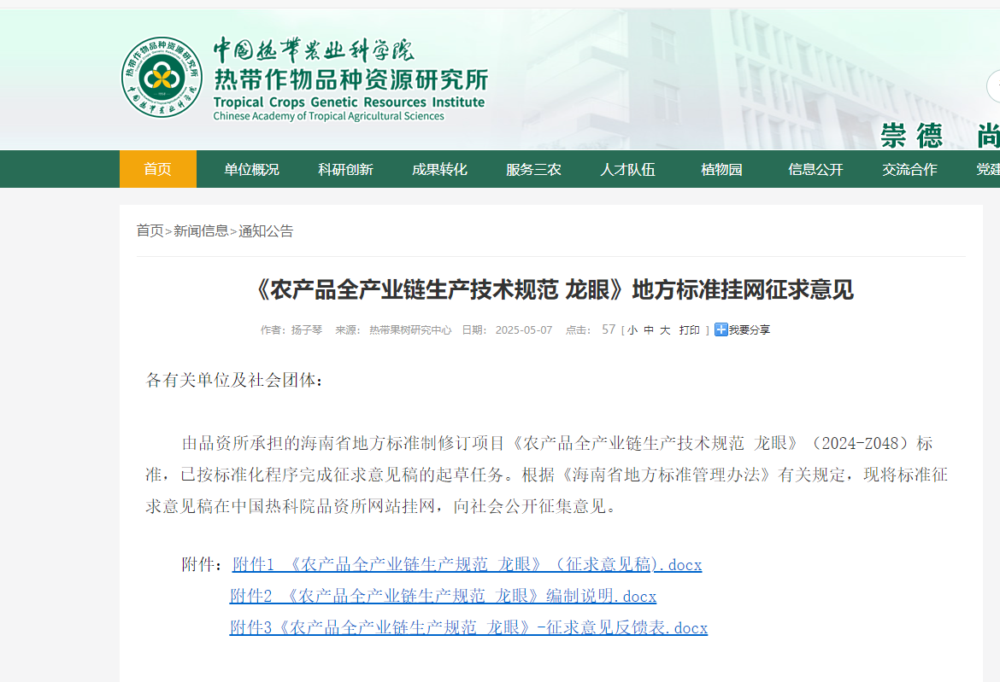 中国热带农业科学院
热带作物品种资源研究所
Tropical Crops Genetic Resources Institute
Chinese Academy of Tropical Agricultural Sciences
崇德 尚
首页 单位概况 科研创新 成果转化 服务三农 人才队伍 植物园 信息公开 交流合作 党建
首页>新闻信息>通知公告
《农产品全产业链生产技术规范 龙眼》地方标准挂网征求意见
作者：扬子琴 来源：热带果树研究中心 日期：2025-05-07 点击：57 [ 小 中 大 打印 ] 我要分享
各有关单位及社会团体：
由品资所承担的海南省地方标准制修订项目《农产品全产业链生产技术规范 龙眼》（2024-Z048）标
准，已按标准化程序完成征求意见稿的起草任务。根据《海南省地方标准管理办法》有关规定，现将标准征
求意见稿在中国热科院品资所网站挂网，向社会公开征集意见。
附件：附件1 《农产品全产业链生产规范 龙眼》（征求意见稿).docx
附件2 《农产品全产业链生产规范 龙眼》编制说明.docx
附件3《农产品全产业链生产规范 龙眼》-征求意见反馈表.docx